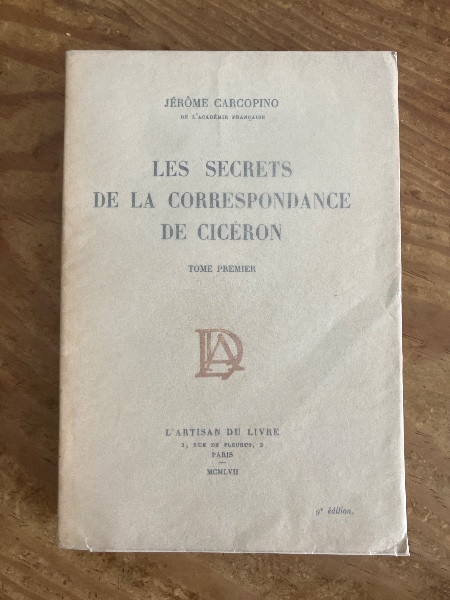 JÉRÔME CARCOPINO
DE L'ACADÉMIE FRANÇAISE
LES SECRETS
DE LA CORRESPONDANCE
DE CICÉRON
TOME PREMIER
L'ARTISAN DU LIVRE
2, RUE DE FLEURUS, 2
PARIS
MCMLVII
9e édition.